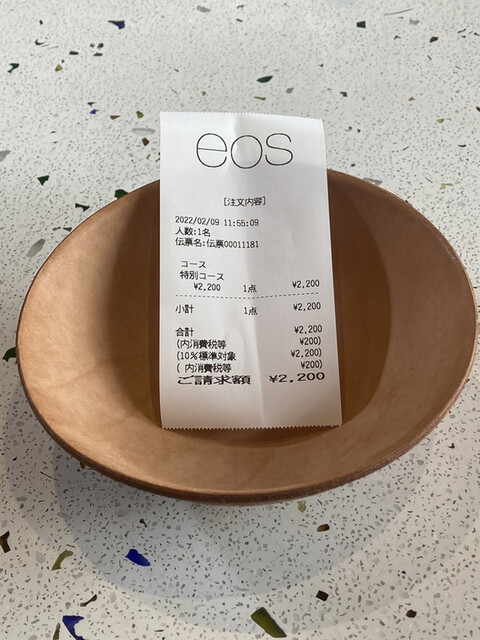 eos
[注文内容]
2022/02/09 11:55:09
人数:1名
伝票名:伝票00011181
コース
特別コース
¥2,200 1点 ¥2,200
小計 1点 ¥2,200
合計 ¥2,200
(内消費税等 ¥200)
(10%標準対象 ¥2,200)
( 内消費税等 ¥200)
ご請求額 ¥2,200